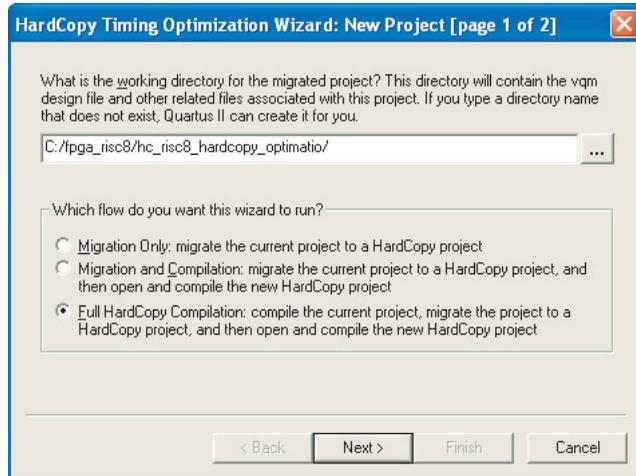 HardCopy Timing Optimization Wizard: New Project [page 1 of 2]
What is the working directory for the migrated project? This directory will contain the vqm
design file and other related files associated with this project. If you type a directory name
that does not exist, Quartus II can create it for you.
C:/fpga_risc8/hc_risc8_hardcopy_optimatio/
...
Which flow do you want this wizard to run?
Migration Only: migrate the current project to a HardCopy project
Migration and Compilation: migrate the current project to a HardCopy project, and
then open and compile the new HardCopy project
Full HardCopy Compilation: compile the current project, migrate the project to a
HardCopy project, and then open and compile the new HardCopy project
< Back
Next >
Finish
Cancel